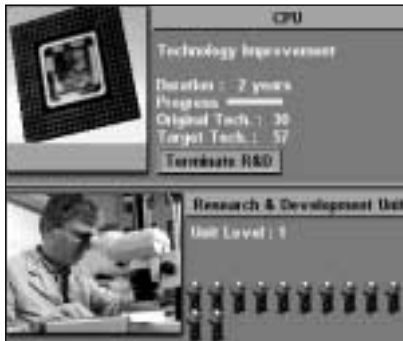 CPU
Technology Improvement
Duration : 2 years
Progress
Original Tech. : 30
Target Tech. : 57
Terminate R&D
Research & Development Unit
Unit Level : 1